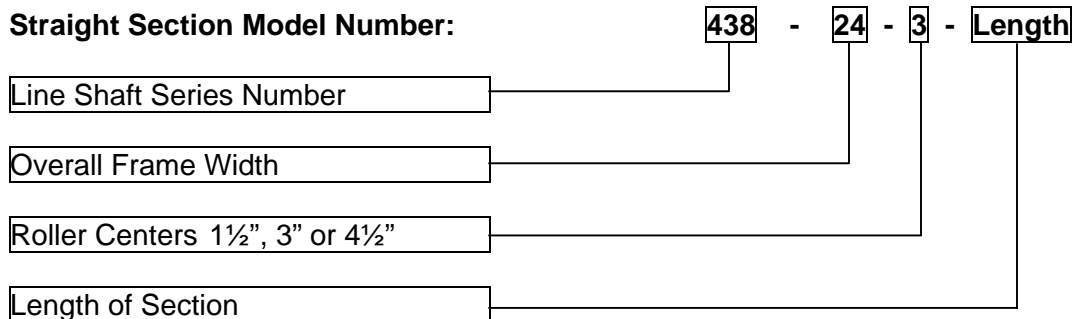 Straight Section Model Number: 438 - 24 - 3 - Length
Line Shaft Series Number
Overall Frame Width
Roller Centers 1½”, 3” or 4½”
Length of Section